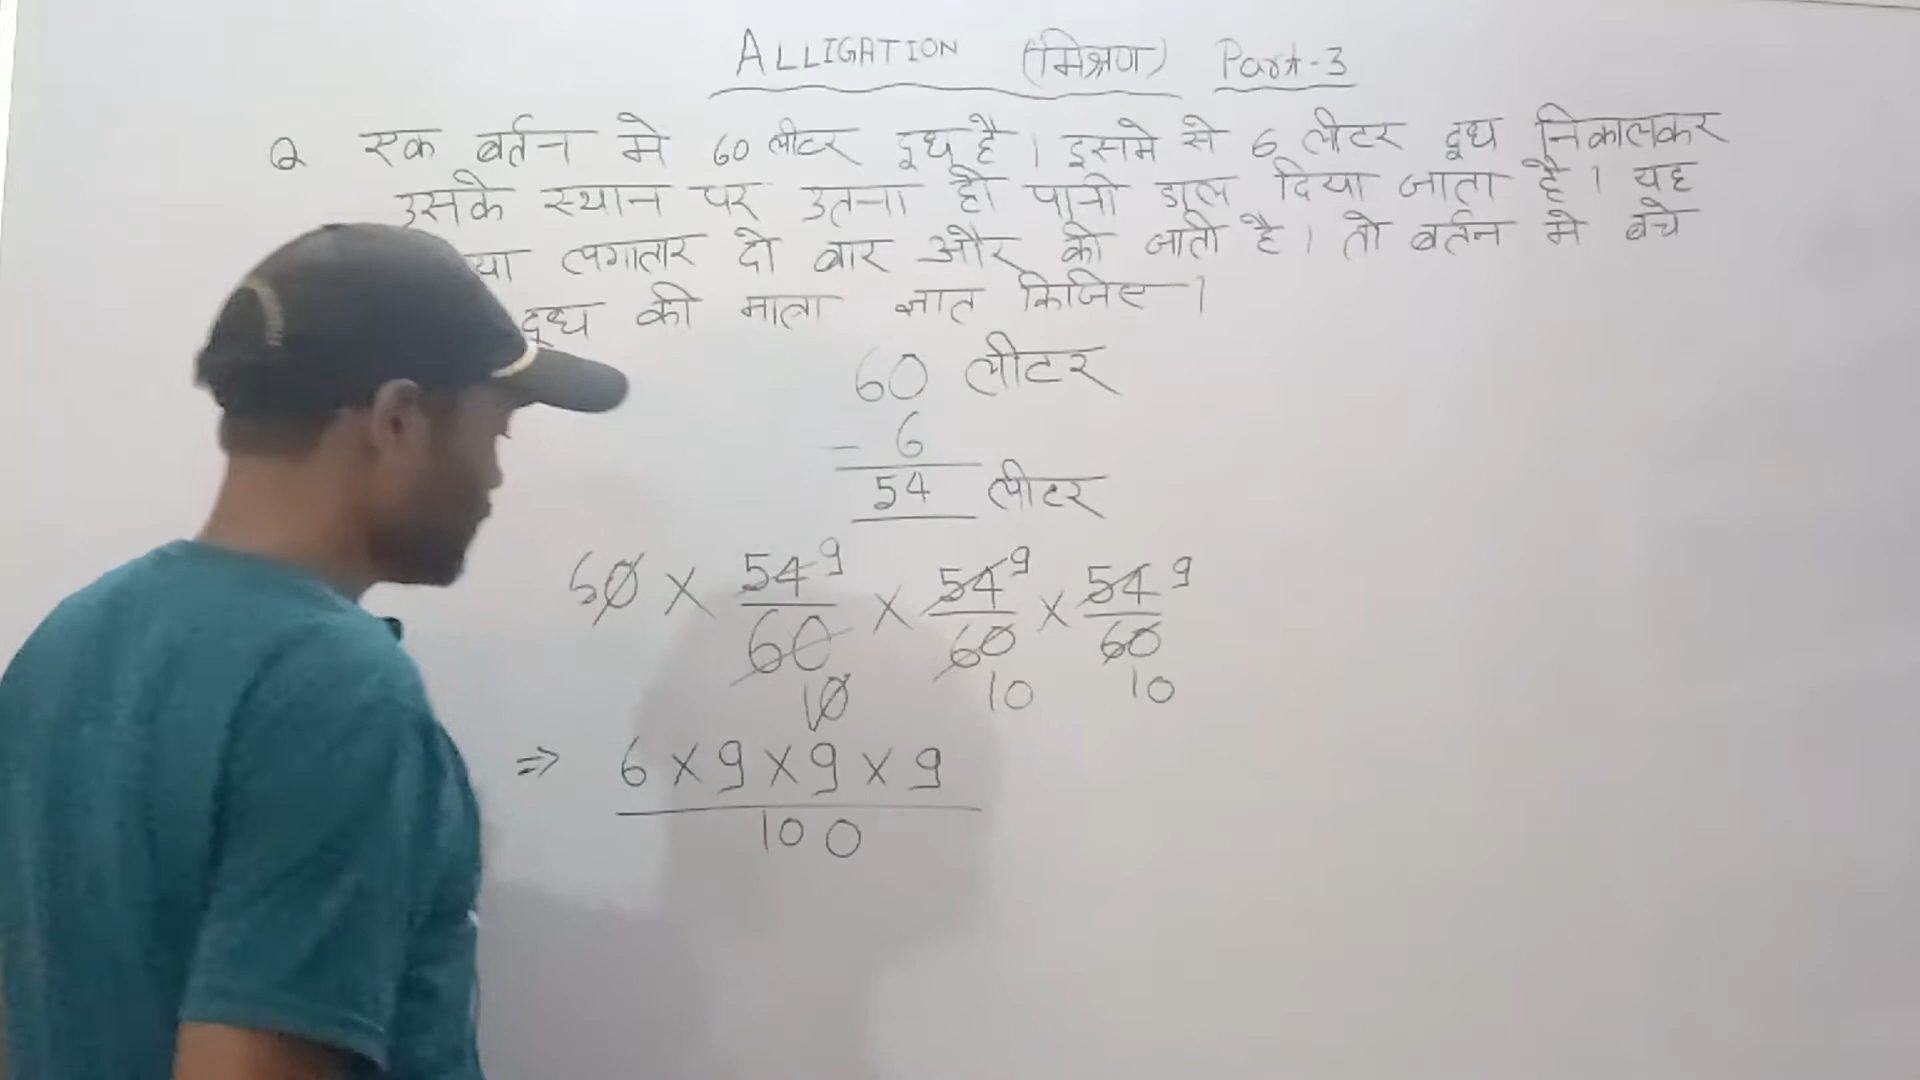 ALLIGATION (मिश्रण) Part-3
Q एक बर्तन मे 60 लीटर दूध है। इसमे से 6 लीटर दूध निकालकर
उसके स्थान पर उतना ही पानी डाल दिया जाता है। यह
या लगातार दो बार और की जाती है। तो बर्तन मे बचे
दूध की मात्रा ज्ञात किजिए।
60 लीटर
- 6
54 लीटर
60 × 54/60 × 54/60 × 54/60
9 9 9
10 10 10
⇒ 6 × 9 × 9 × 9
100